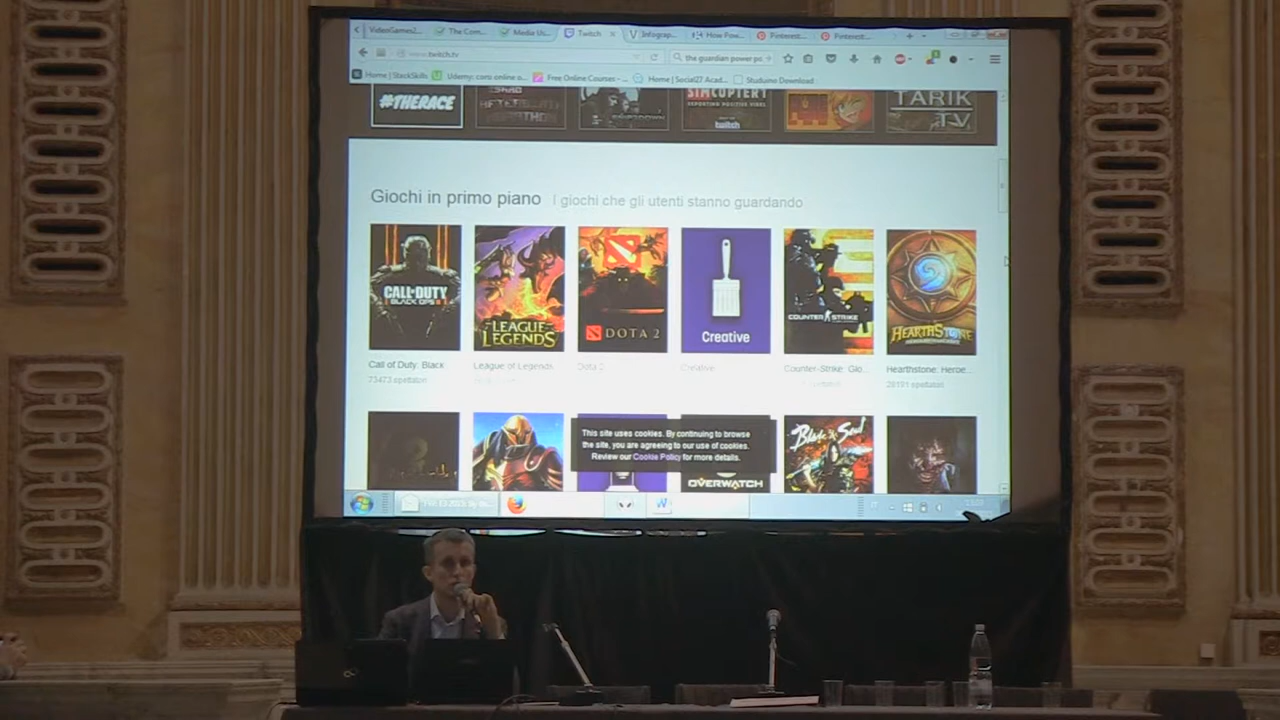 VideoGames2...
The Com...
Media Us...
Twitch
Infograp...
How Pow...
Pinterest...
Pinterest...
www.twitch.tv
the guardian power po
Home | StackSkills
Udemy: corsi online o...
Free Online Courses - ...
Home | Social27 Acad...
Studiumo Download
#THERACE
SIMCOPTER1
twitch
TARIK
TV
Giochi in primo piano
I giochi che gli utenti stanno guardando
CALL OF DUTY
BLACK OPS III
LEAGUE OF
LEGENDS
DOTA 2
Creative
COUNTER STRIKE
HEARTHSTONE
Call of Duty: Black
League of Legends
Dota 2
Creative
Counter-Strike: Glo...
Hearthstone: Heroe...
73473 spettatori
28191 spettatori
This site uses cookies. By continuing to browse
the site, you are agreeing to our use of cookies.
Review our Cookie Policy for more details.
OVERWATCH
Blade & Soul
IT